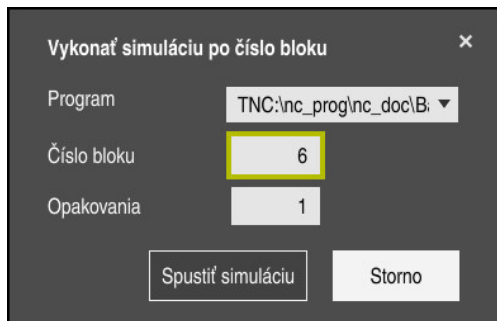 Vykonať simuláciu po číslo bloku ×
Program TNC:\nc_prog\nc_doc\
Číslo bloku 6
Opakovania 1
Spustiť simuláciu Storno